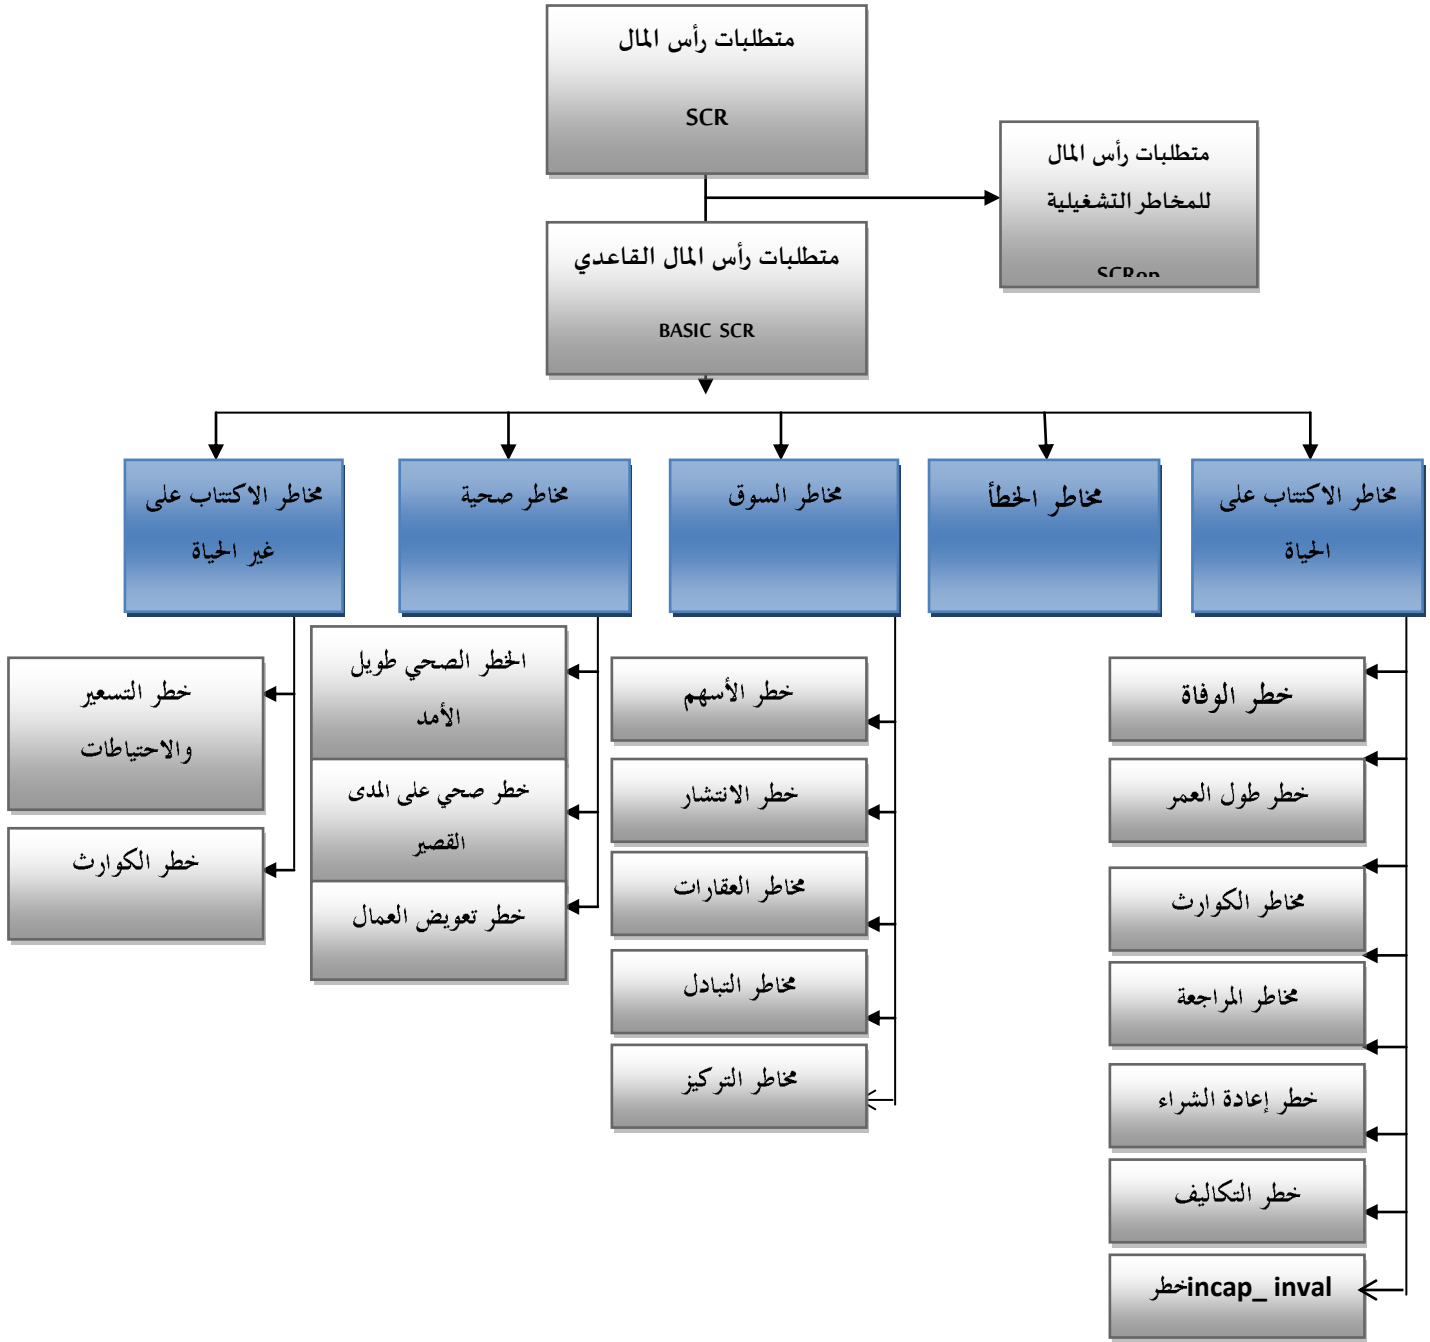 متطلبات رأس المال
SCR
متطلبات رأس المال
للمخاطر التشغيلية
SCRop
متطلبات رأس المال القاعدي
BASIC SCR
مخاطر الاكتتاب على
الحياة
مخاطر الخطأ
مخاطر السوق
مخاطر صحية
مخاطر الاكتتاب على
غير الحياة
خطر الوفاة
خطر طول العمر
مخاطر الكوارث
مخاطر المراجعة
خطر إعادة الشراء
خطر التكاليف
خطرincap_ inval
خطر الأسهم
خطر الانتشار
مخاطر العقارات
مخاطر التبادل
مخاطر التركيز
الخطر الصحي طويل
الأمد
خطر صحي على المدى
القصير
خطر تعويض العمال
خطر التسعير
والاحتياطات
خطر الكوارث